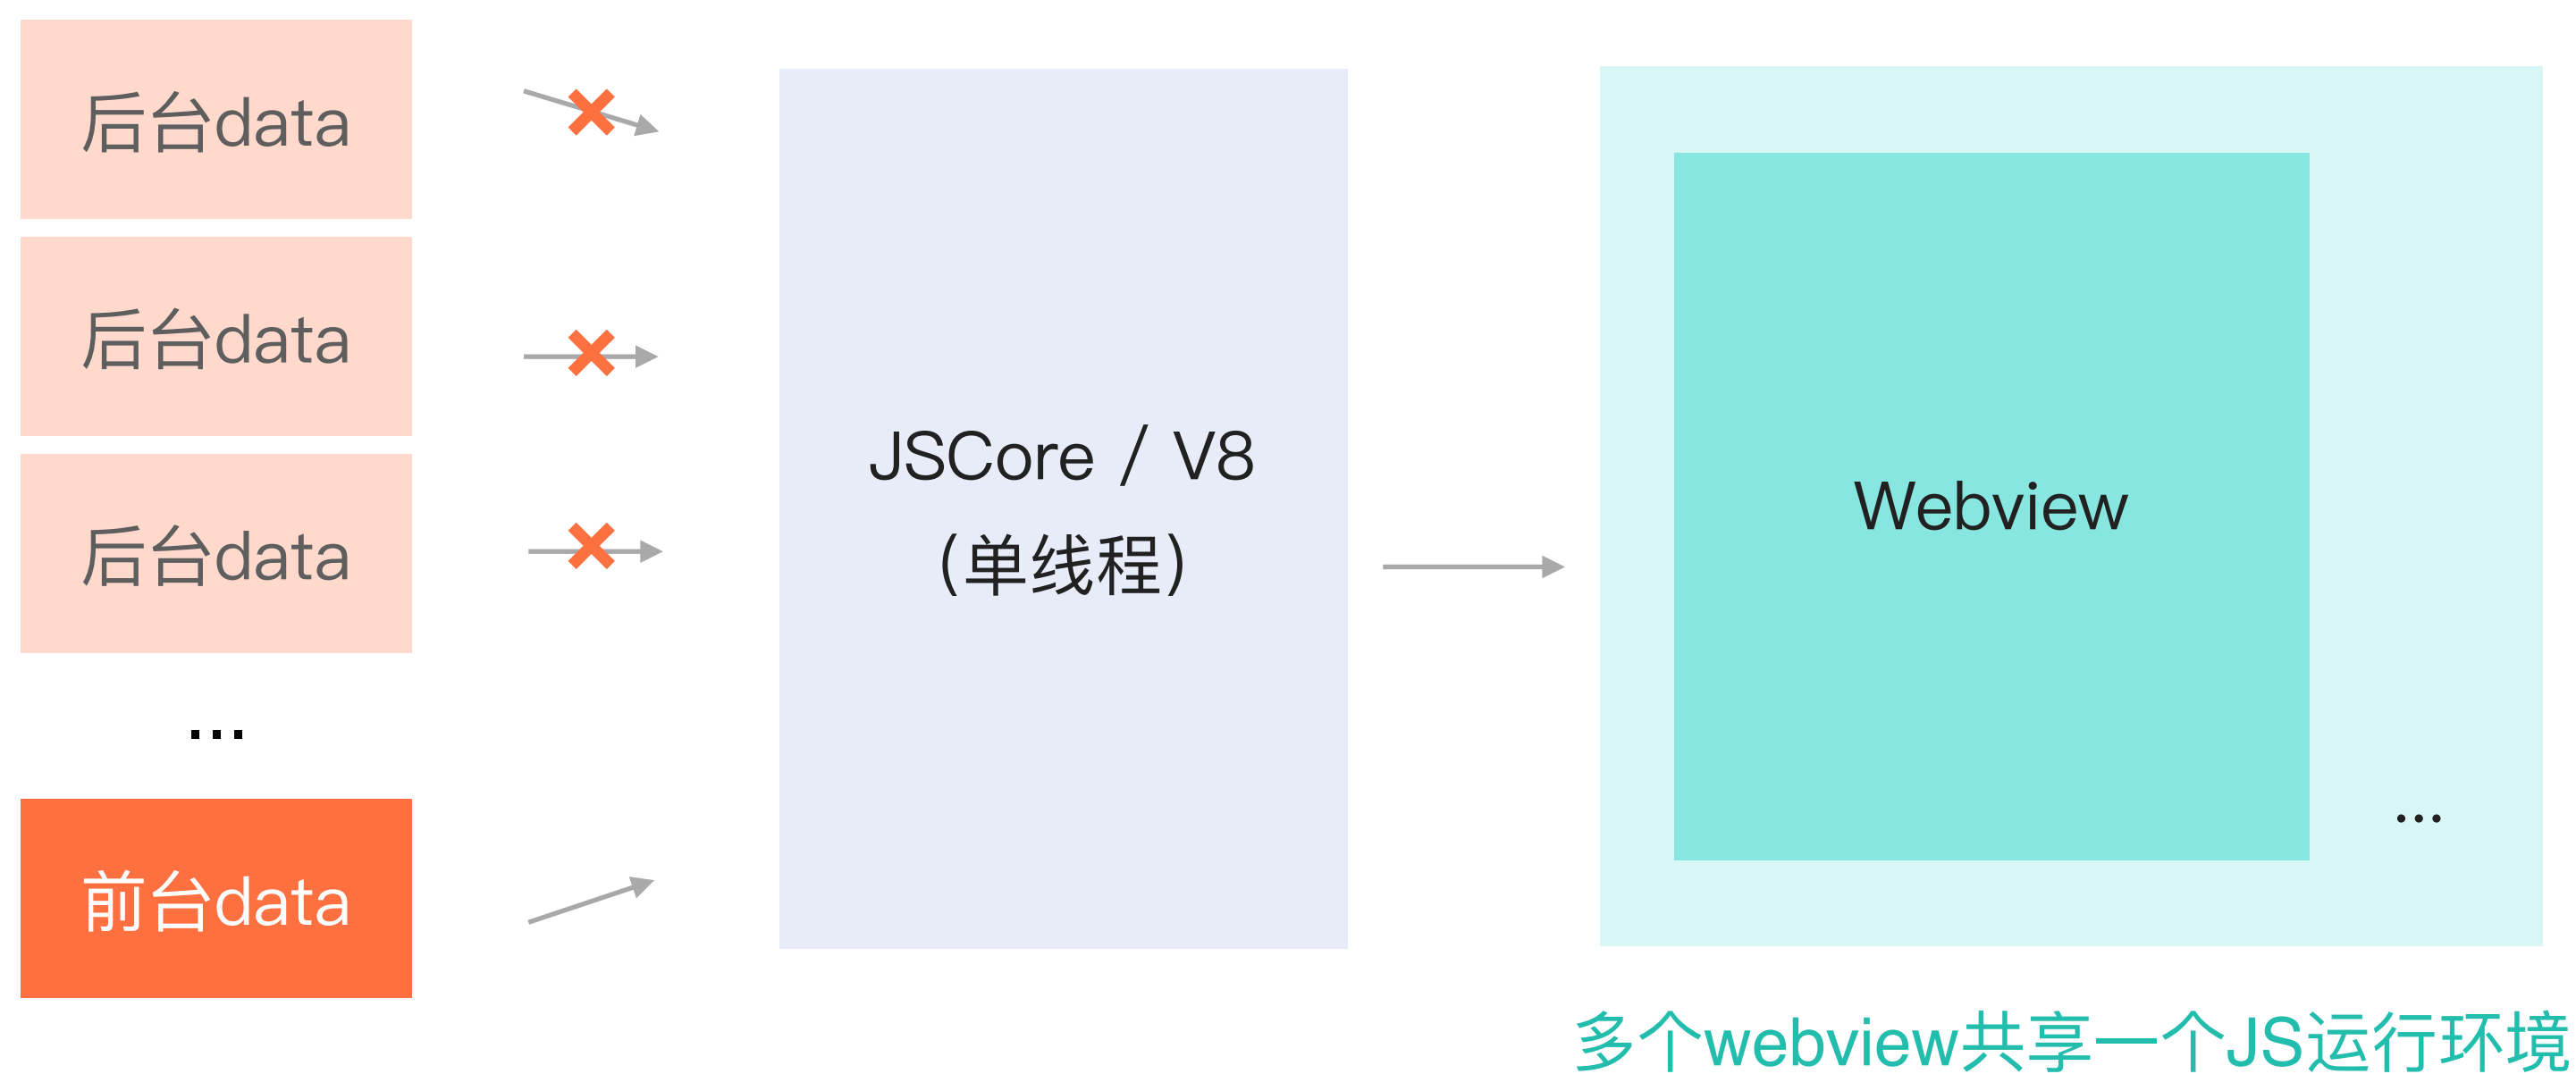 后台data
后台data
后台data
...
前台data
JSCore / V8
(单线程)
Webview
...
多个webview共享一个JS运行环境